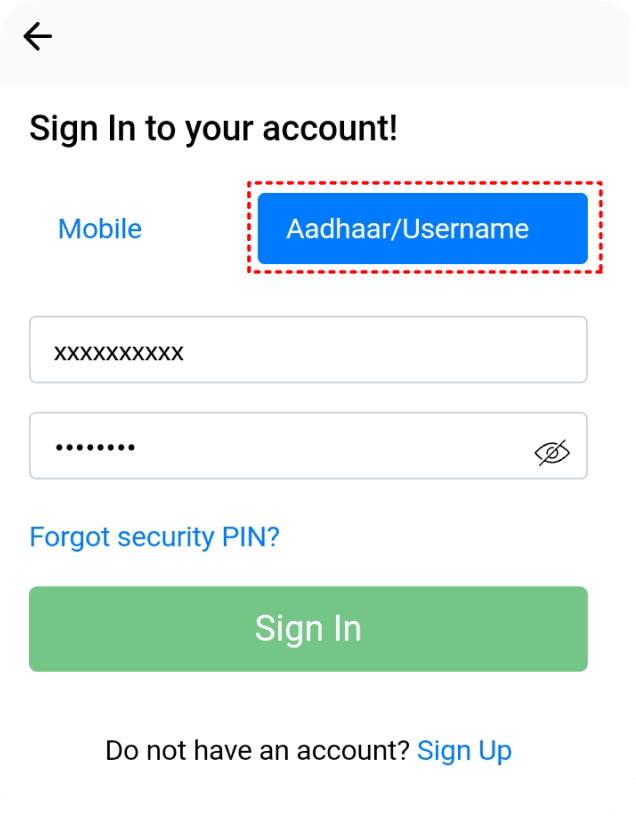 Sign In to your account!
Mobile
Aadhaar/Username
xxxxxxxxxx
••••••••
Forgot security PIN?
Sign In
Do not have an account? Sign Up